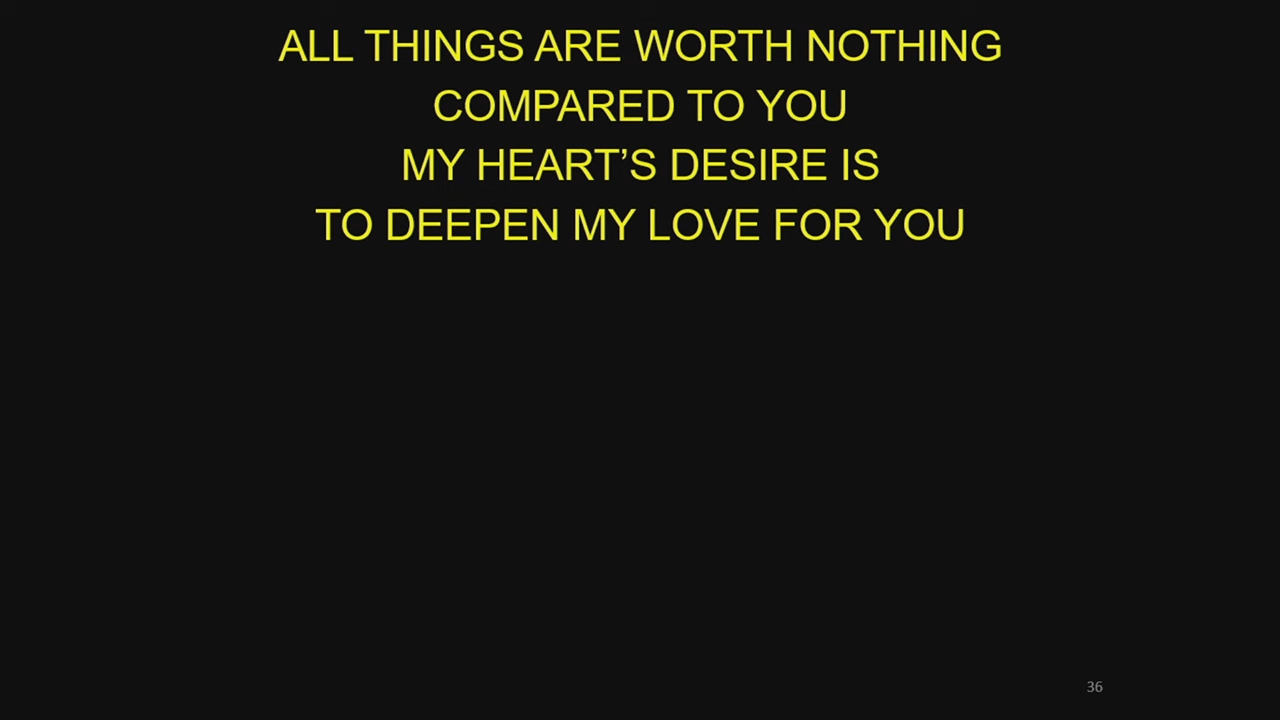 ALL THINGS ARE WORTH NOTHING
COMPARED TO YOU
MY HEART’S DESIRE IS
TO DEEPEN MY LOVE FOR YOU
36